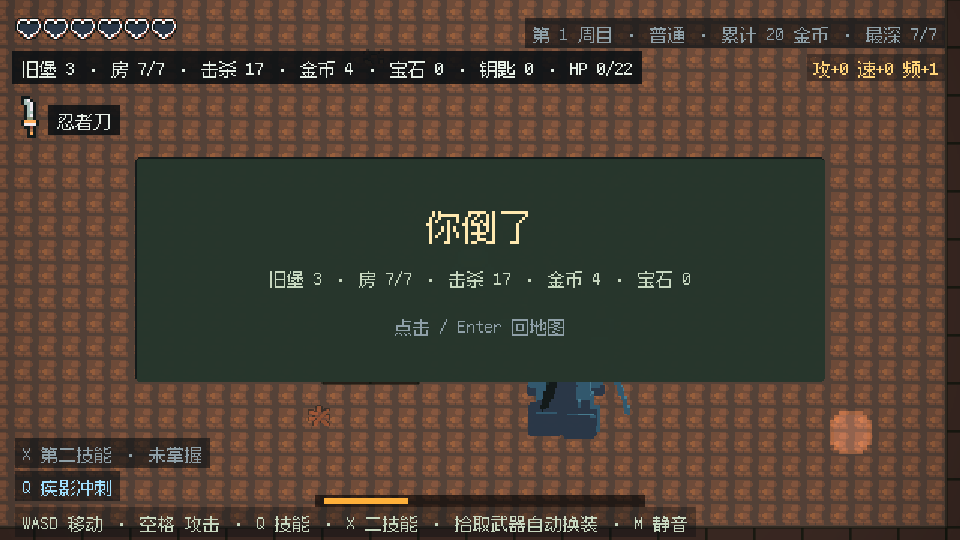 第 1 周目 · 普通 · 累计 20 金币 · 最深 7/7
旧堡 3 · 房 7/7 · 击杀 17 · 金币 4 · 宝石 0 · 钥匙 0 · HP 0/22
攻+0 速+0 频+1
忍者刀
你倒了
旧堡 3 · 房 7/7 · 击杀 17 · 金币 4 · 宝石 0
点击 / Enter 回地图
X 第二技能 · 未掌握
Q 疾影冲刺
WASD 移动 · 空格 攻击 · Q 技能 · X 二技能 · 拾取武器自动换装 · M 静音